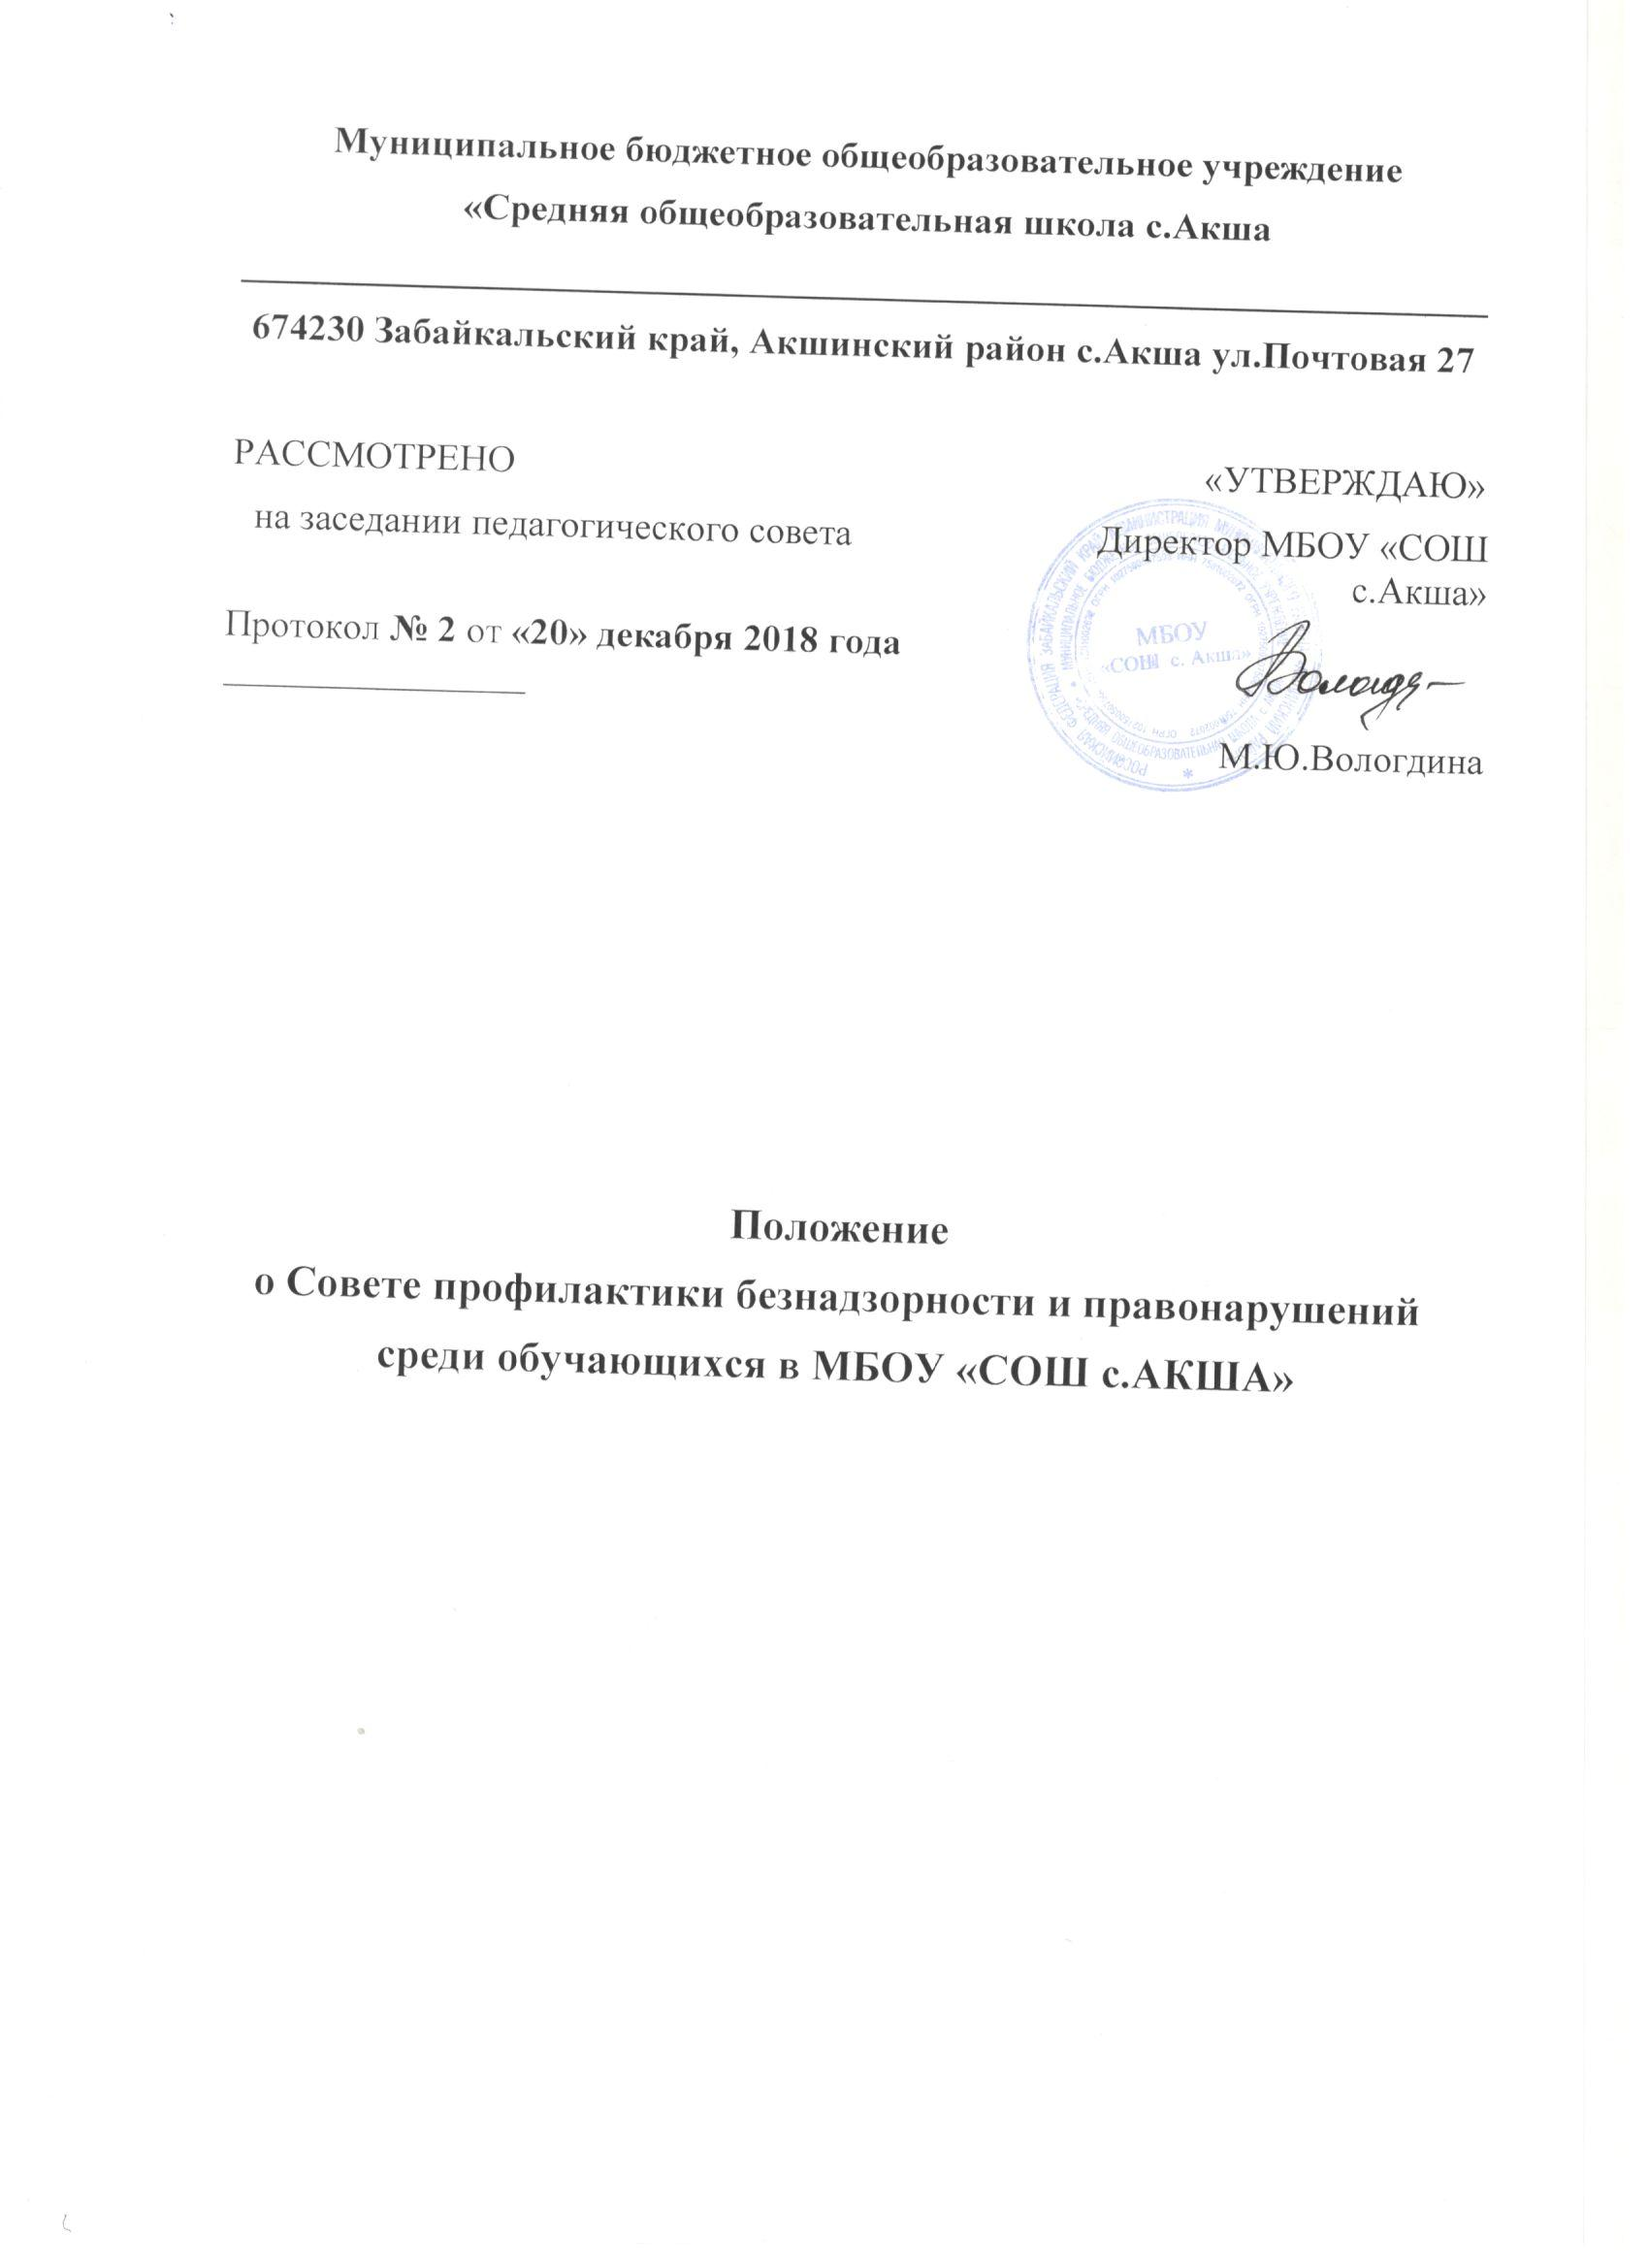 Муниципальное бюджетное общеобразовательное учреждение
«Средняя общеобразовательная школа с.Акша
674230 Забайкальский край, Акшинский район с.Акша ул.Почтовая 27
РАССМОТРЕНО
на заседании педагогического совета
Протокол № 2 от «20» декабря 2018 года
«УТВЕРЖДАЮ»
Директор МБОУ «СОШ
с.Акша»
МБОУ
«СОШ с. Акша»
М.Ю.Вологдина
Положение
о Совете профилактики безнадзорности и правонарушений
среди обучающихся в МБОУ «СОШ с.АКША»